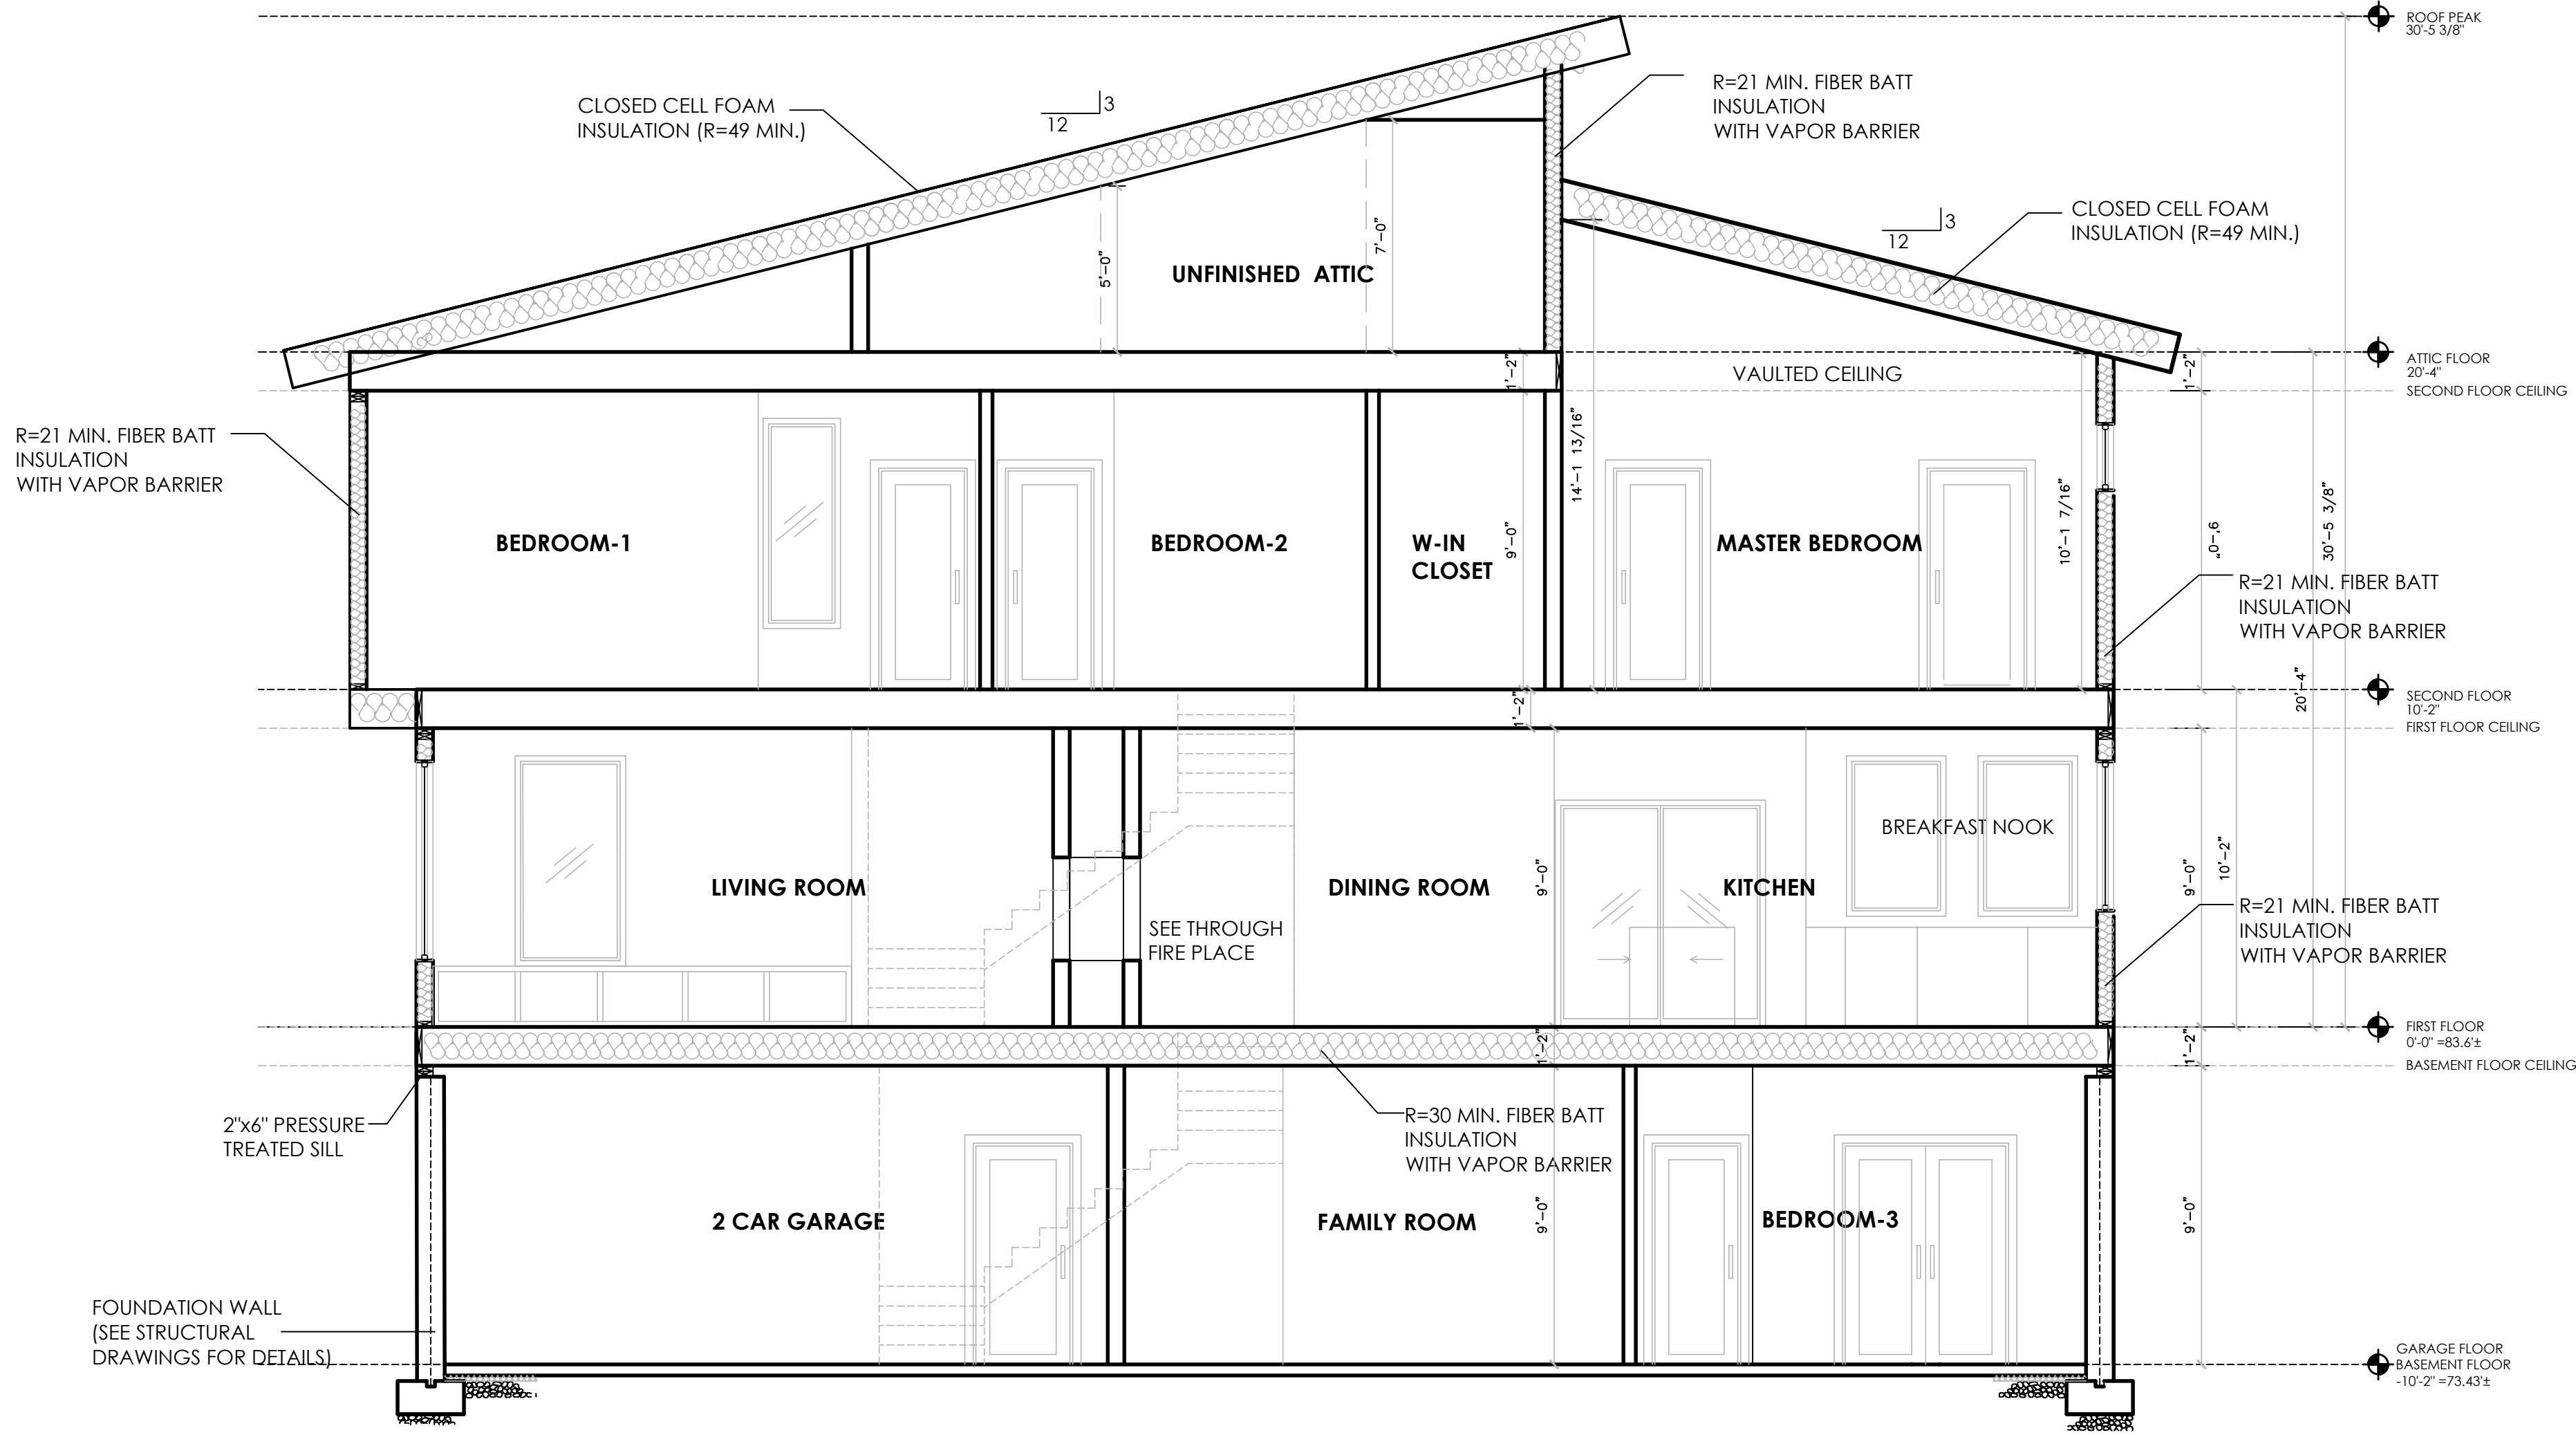 ROOF PEAK
30'-5 3/8"
R=21 MIN. FIBER BATT
INSULATION
WITH VAPOR BARRIER
CLOSED CELL FOAM
INSULATION (R=49 MIN.)
3
12
CLOSED CELL FOAM
INSULATION (R=49 MIN.)
3
12
7'-0"
5'-0"
UNFINISHED ATTIC
ATTIC FLOOR
20'-4"
SECOND FLOOR CEILING
1'-2"
1'-2"
VAULTED CEILING
R=21 MIN. FIBER BATT
INSULATION
WITH VAPOR BARRIER
14'-1 13/16"
10'-1 7/16"
9'-0"
9'-0"
30'-5 3/8"
BEDROOM-1
BEDROOM-2
W-IN
CLOSET
MASTER BEDROOM
R=21 MIN. FIBER BATT
INSULATION
WITH VAPOR BARRIER
20'-4"
1'-2"
SECOND FLOOR
10'-2"
FIRST FLOOR CEILING
BREAKFAST NOOK
LIVING ROOM
DINING ROOM
9'-0"
KITCHEN
9'-0"
10'-2"
SEE THROUGH
FIRE PLACE
R=21 MIN. FIBER BATT
INSULATION
WITH VAPOR BARRIER
1'-2"
1'-2"
FIRST FLOOR
0'-0" =83.6'±
BASEMENT FLOOR CEILING
2"x6" PRESSURE
TREATED SILL
R=30 MIN. FIBER BATT
INSULATION
WITH VAPOR BARRIER
2 CAR GARAGE
FAMILY ROOM
9'-0"
BEDROOM-3
9'-0"
FOUNDATION WALL
(SEE STRUCTURAL
DRAWINGS FOR DETAILS)
GARAGE FLOOR
BASEMENT FLOOR
-10'-2" =73.43'±